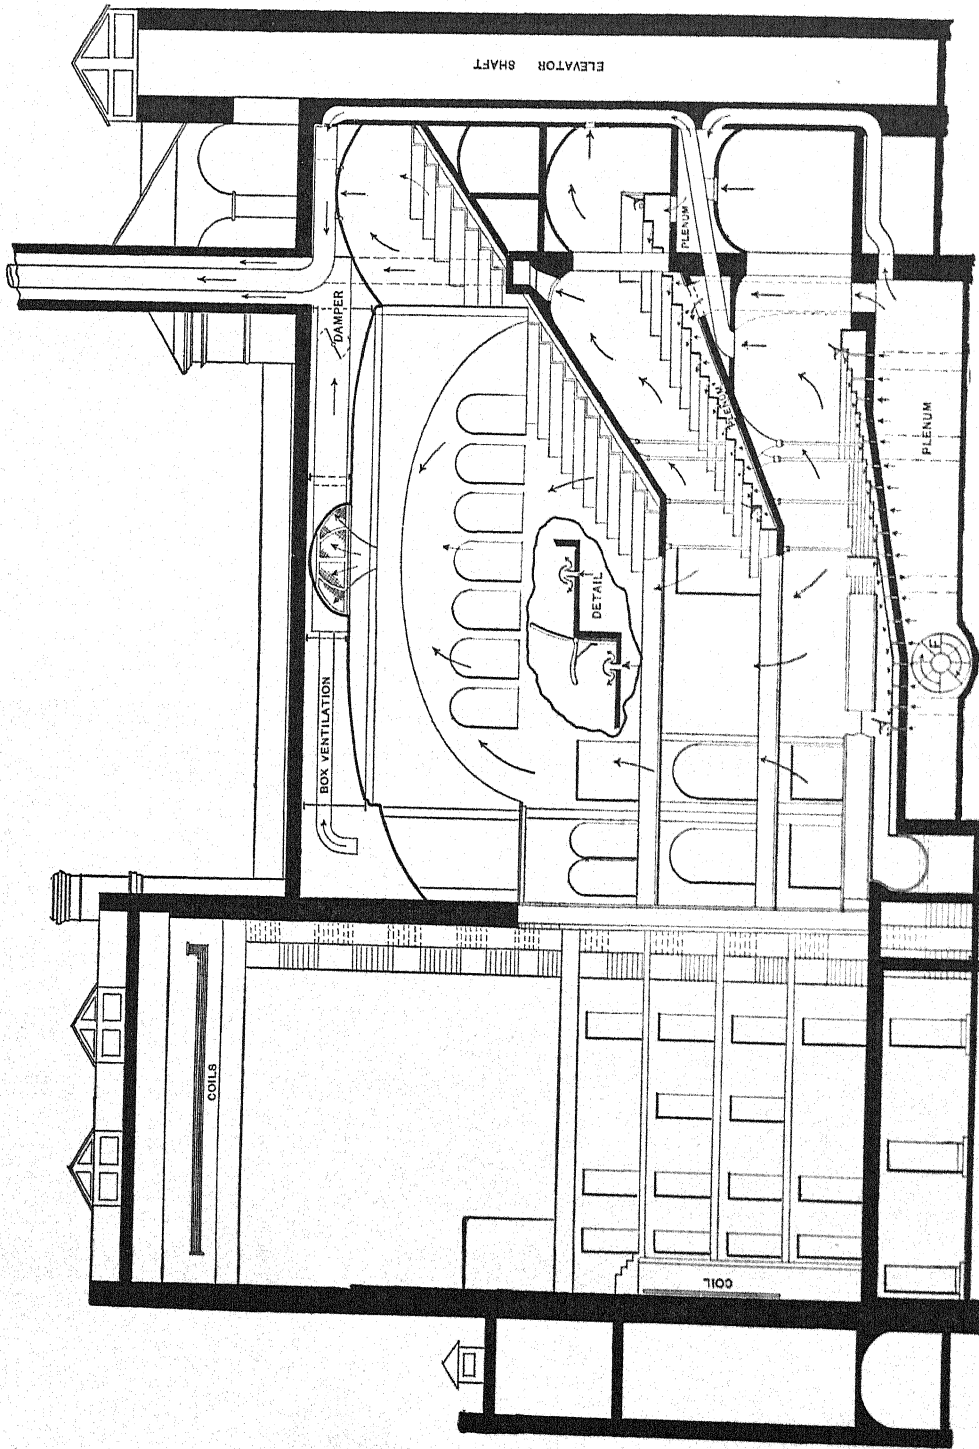 ELEVATOR SHAFT
DAMPER
PLENUM
PLENUM
PLENUM
DETAIL
F
BOX VENTILATION
COILS
COIL